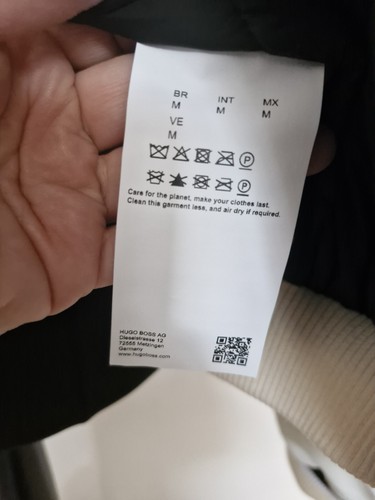 BR INT MX
M M M
VE
M
P
P
Care for the planet, make your clothes last.
Clean this garment less, and air dry if required.
HUGO BOSS AG
Dieselstrasse 12
72555 Metzingen
Germany